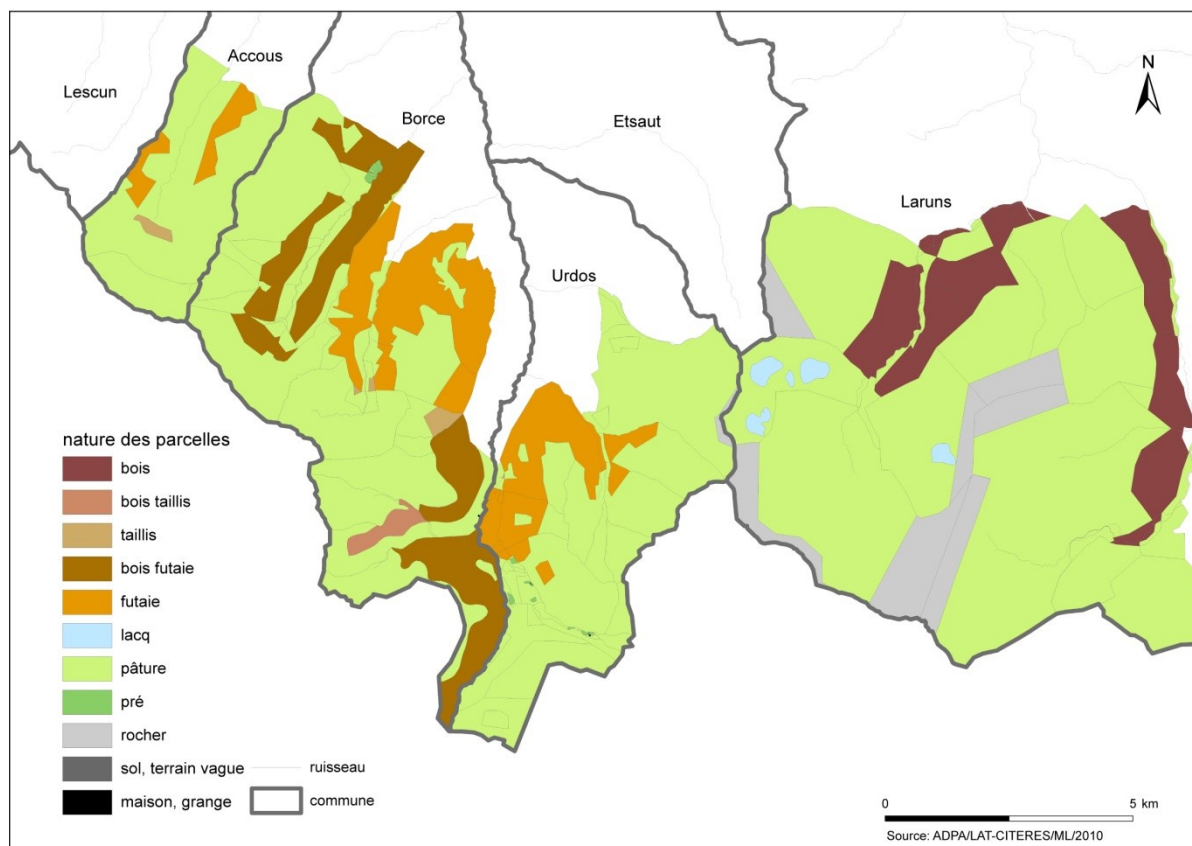 Accous
Lescun
Borce
Etsaut
N
Laruns
Urdos
nature des parcelles
bois
bois taillis
taillis
bois futaie
futaie
lacq
pâture
pré
rocher
sol, terrain vague
maison, grange
ruisseau
commune
0 5 km
Source: ADPA/LAT-CITERES/ML/2010